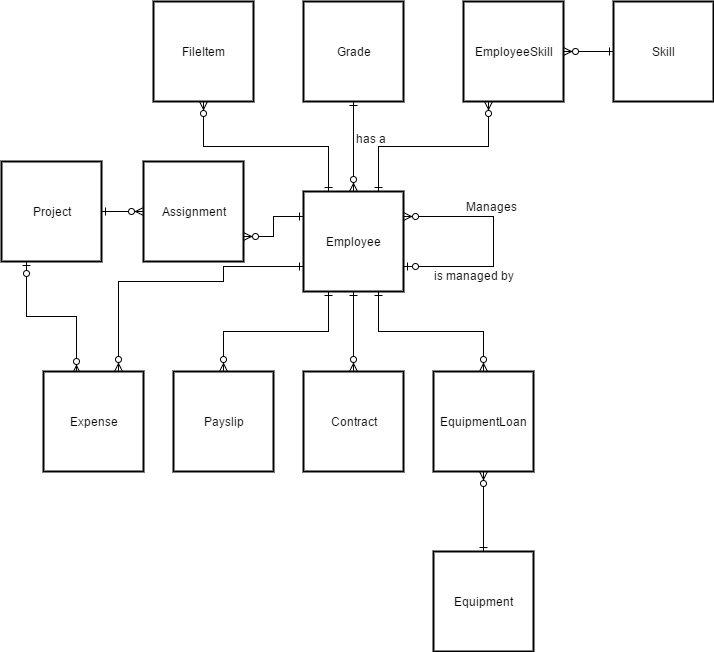 FileItem
Grade
EmployeeSkill
Skill
has a
Project
Assignment
Employee
Manages
is managed by
Expense
Payslip
Contract
EquipmentLoan
Equipment